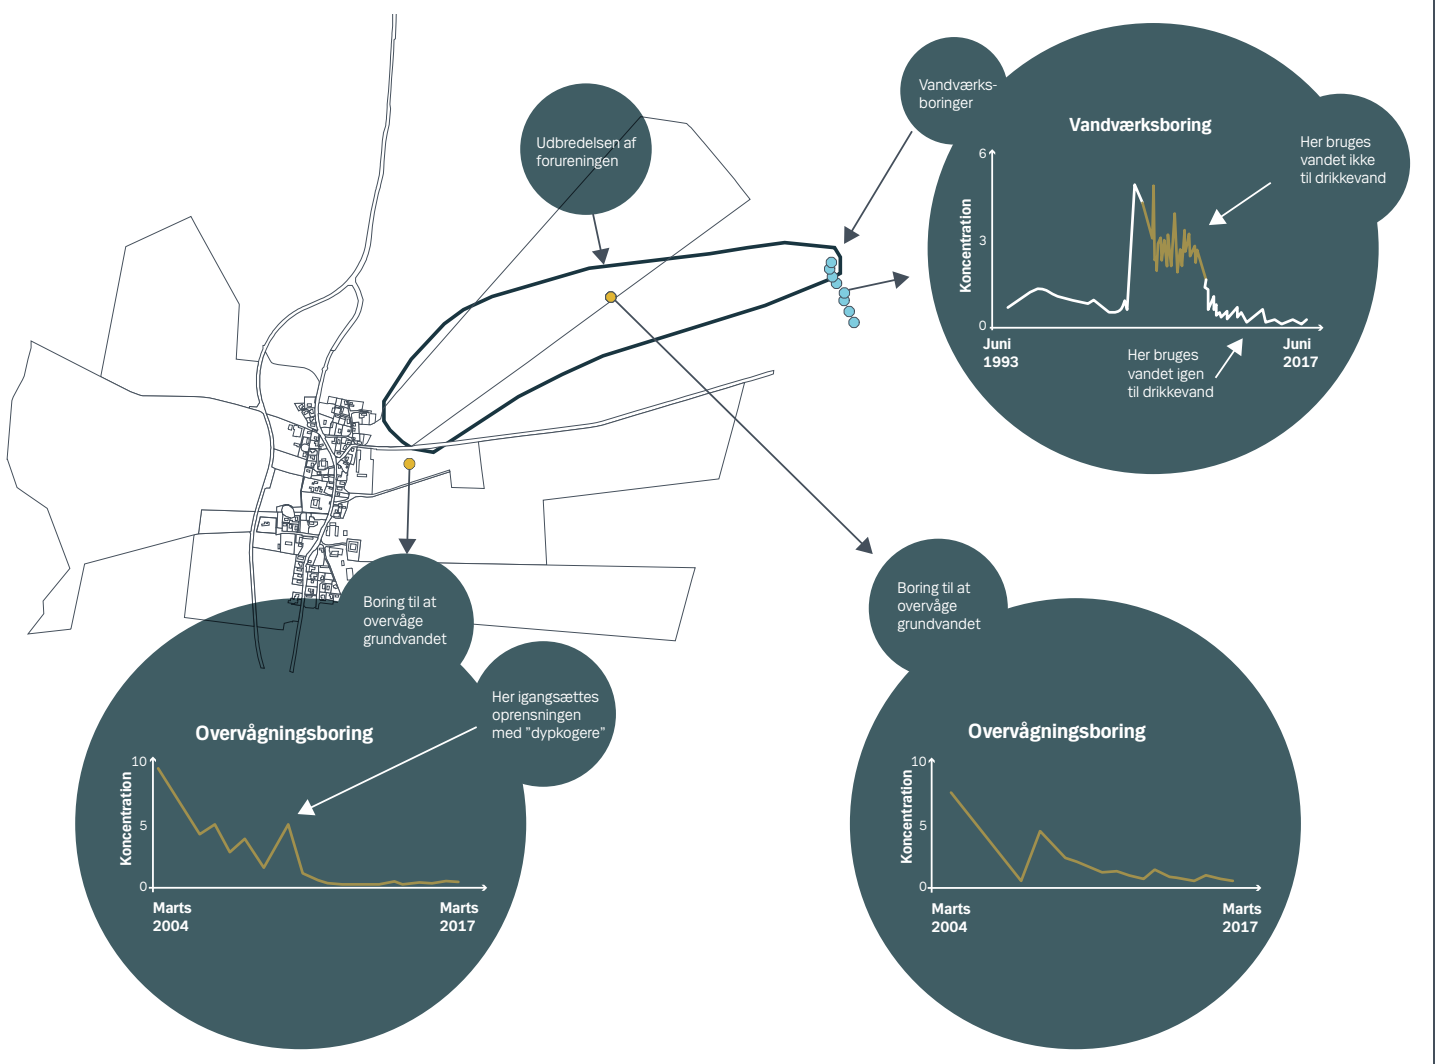 Udbredelsen af
forureningen
Vandværks-
boringer
Vandværksboring
Her bruges
vandet ikke
til drikkevand
Koncentration
6
3
0
Juni
1993
Juni
2017
Her bruges
vandet igen
til drikkevand
Boring til at
overvåge
grundvandet
Her igangsættes
oprensningen
med "dypkogere"
Overvågningsboring
Koncentration
10
5
0
Marts
2004
Marts
2017
Boring til at
overvåge
grundvandet
Overvågningsboring
Koncentration
10
5
0
Marts
2004
Marts
2017